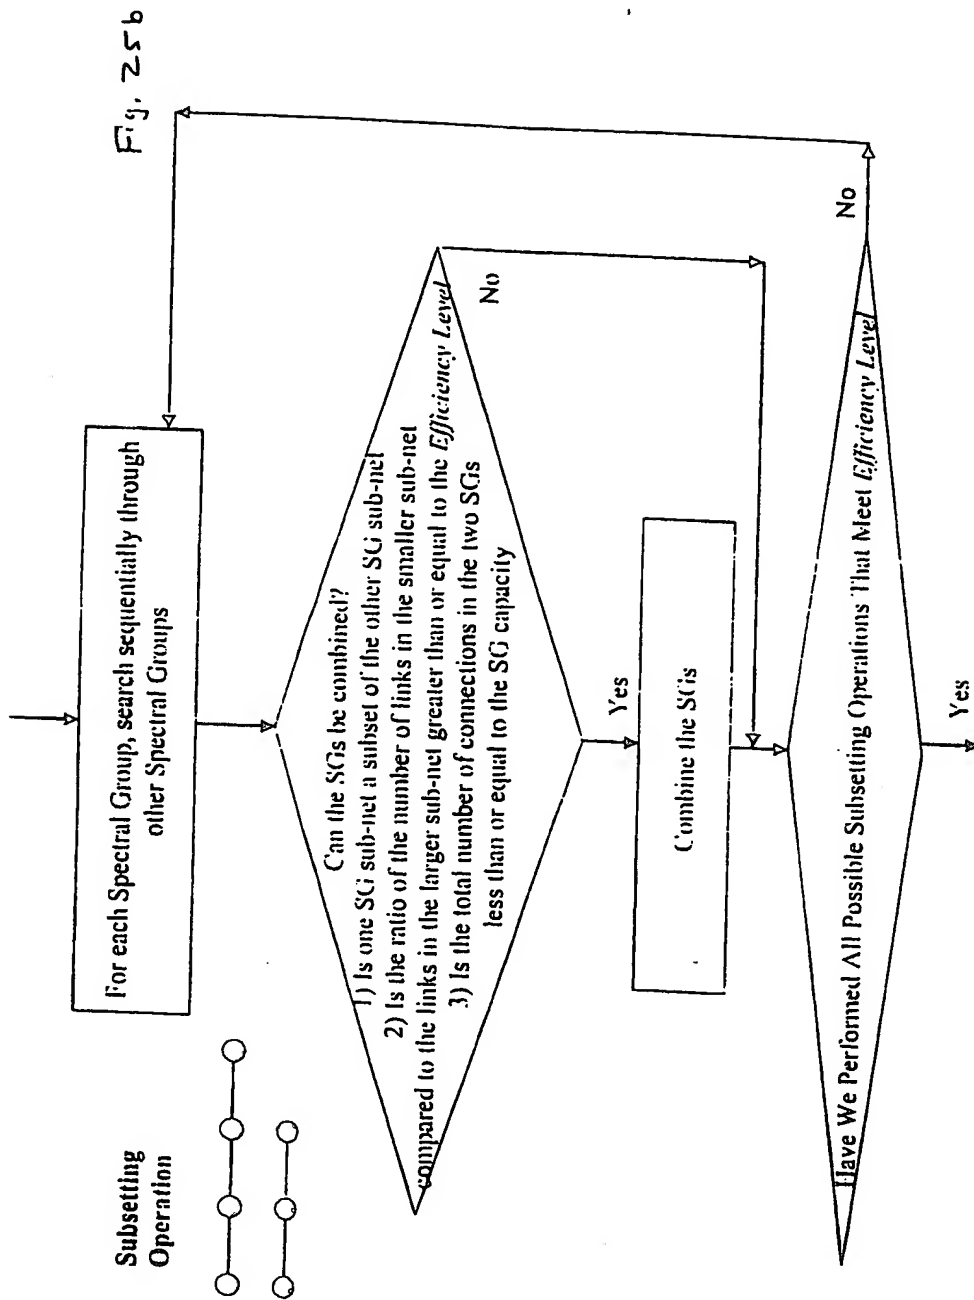 Fig. 25b
Subsetting
Operation
For each Spectral Group, search sequentially through
other Spectral Groups
Can the SGs be combined?
1) Is one SG sub-net a subset of the other SG sub-net
2) Is the ratio of the number of links in the smaller sub-net
compared to the links in the larger sub-net greater than or equal to the Efficiency Level
3) Is the total number of connections in the two SGs
less than or equal to the SG capacity
No
Yes
Combine the SGs
Have We Performed All Possible Subsetting Operations That Meet Efficiency Level
No
Yes